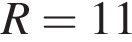 R = 11